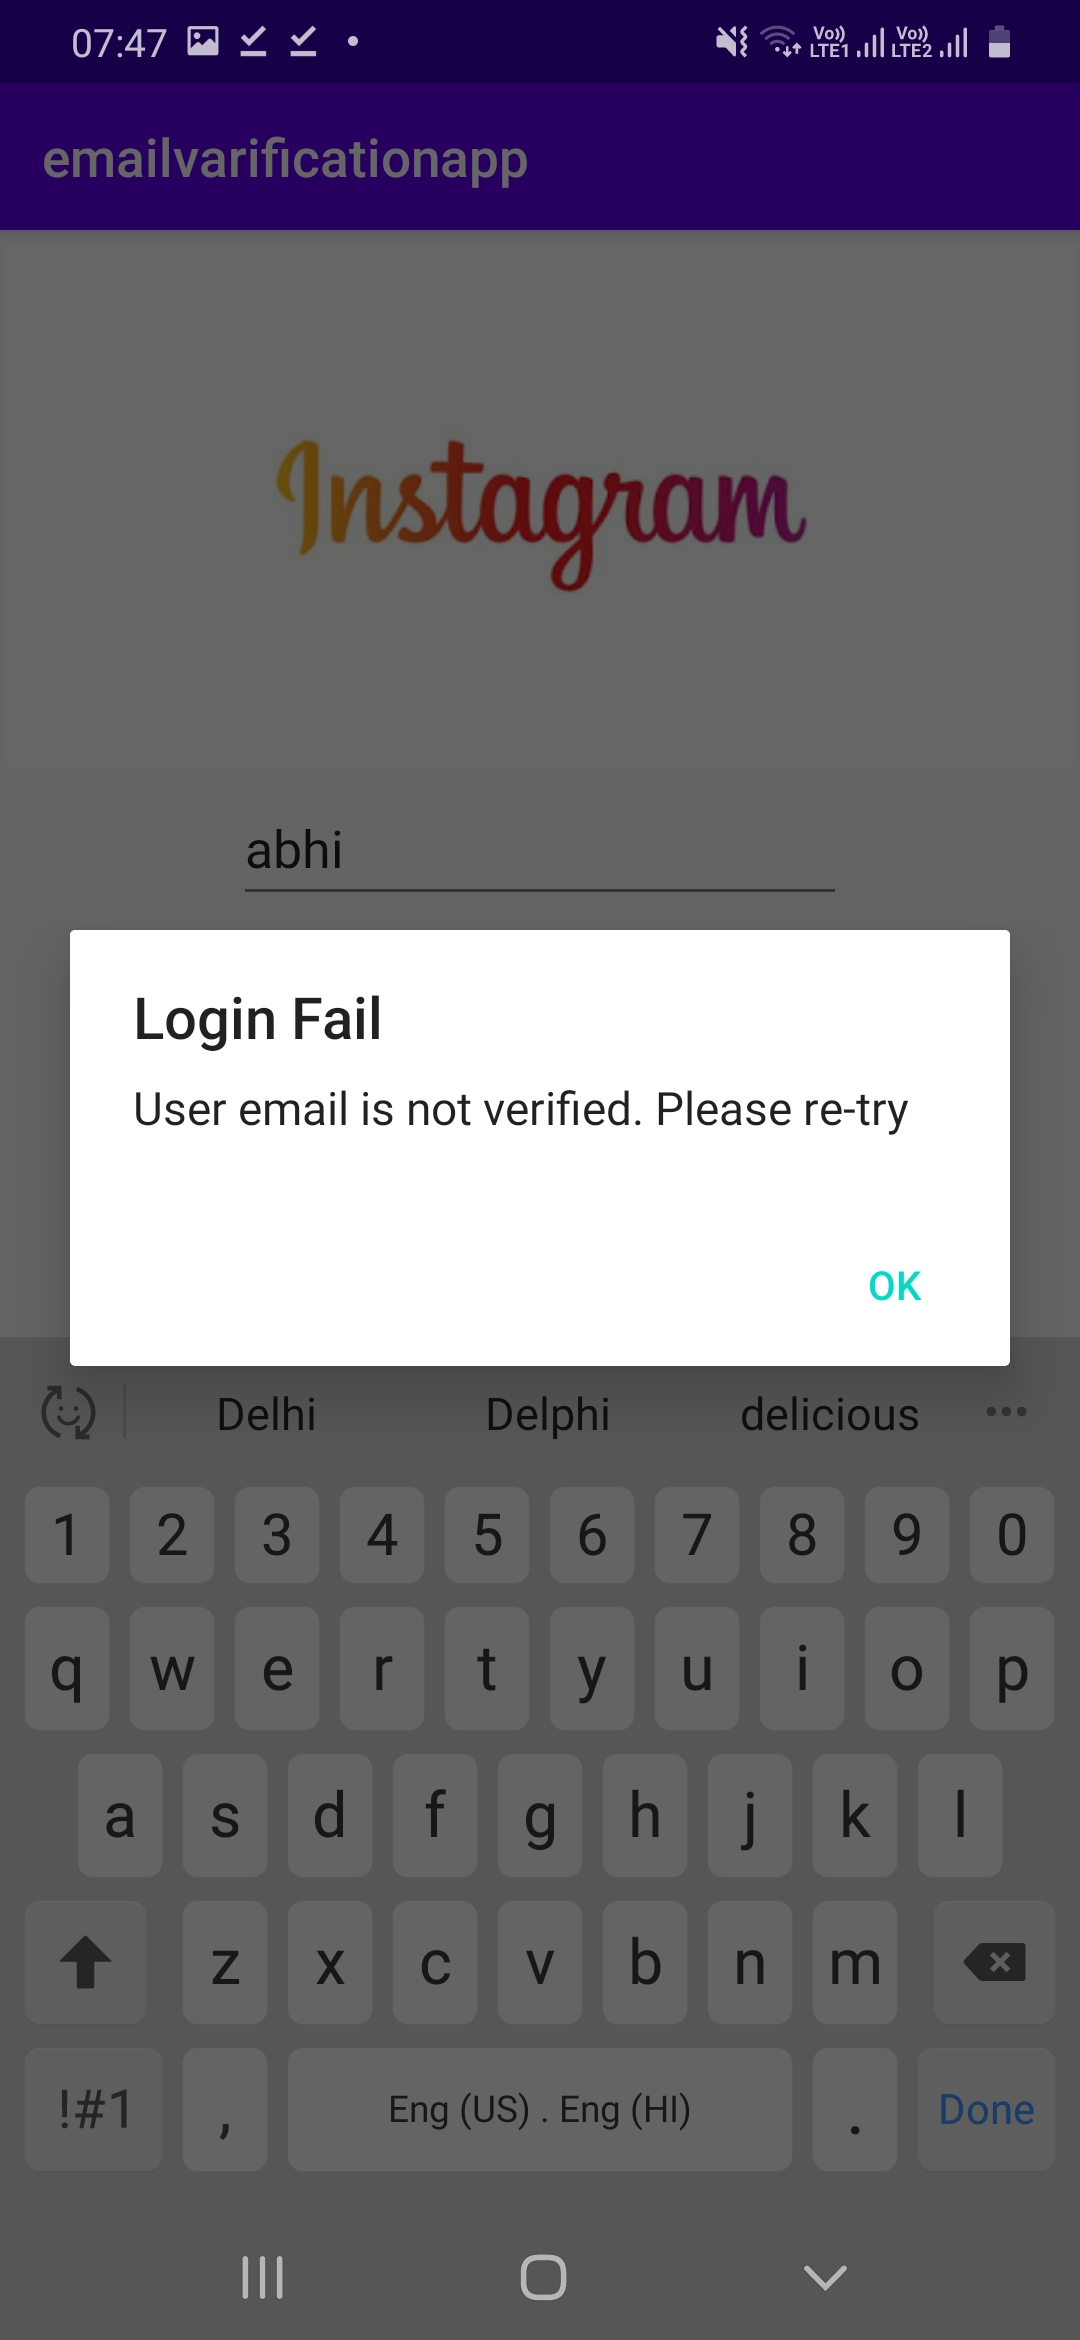 07:47 Vo)) LTE1 Vo)) LTE2
emailvarificationapp
Instagram
abhi
Login Fail
User email is not verified. Please re-try
OK
Delhi Delphi delicious
1 2 3 4 5 6 7 8 9 0
q w e r t y u i o p
a s d f g h j k l
z x c v b n m
!#1 , Eng (US) . Eng (HI) . Done